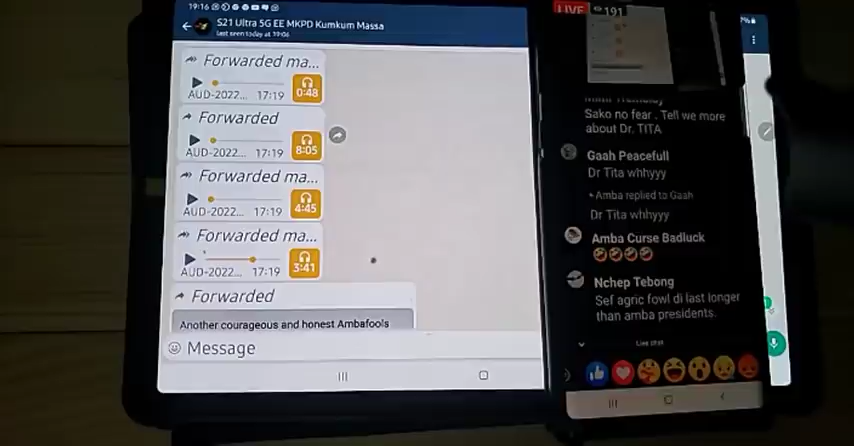 19:16
S21 Ultra 5G EE MKPD Kumkum Massa
last seen today at 19:06
Forwarded ma...
0:48
AUD-2022... 17:19
Forwarded
8:05
AUD-2022... 17:19
Forwarded ma...
4:45
AUD-2022... 17:19
Forwarded ma...
3:41
AUD-2022... 17:19
Forwarded
Another courageous and honest Ambafools
Message
LIVE 191
Sako no fear . Tell we more
about Dr. TITA
Gaah Peacefull
Dr Tita whhyyy
Amba replied to Gaah
Dr Tita whhyyy
Amba Curse Badluck
🤣🤣🤣🤣
Nchep Tebong
Sef agric fowl di last longer
than amba presidents.
Live chat